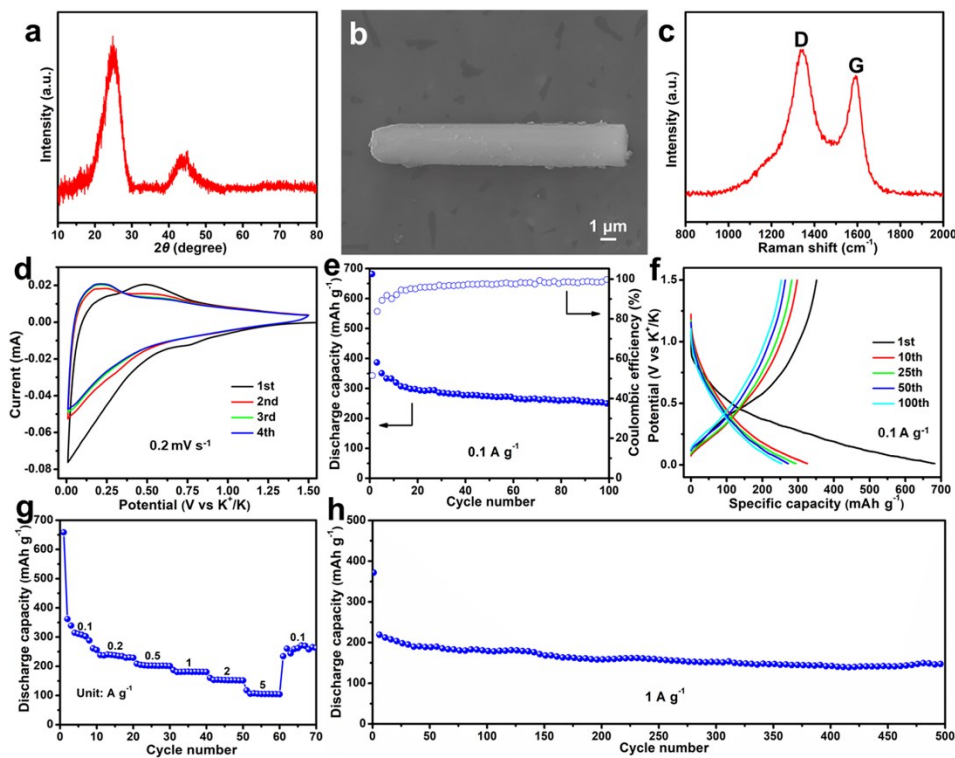 a
Intensity (a.u.)
10 20 30 40 50 60 70 80
2θ (degree)
b
1 μm
c
Intensity (a.u.)
D
G
800 1000 1200 1400 1600 1800 2000
Raman shift (cm-1)
d
Current (mA)
0.02
0.00
-0.02
-0.04
-0.06
-0.08
1st
2nd
3rd
4th
0.2 mV s-1
0.00 0.25 0.50 0.75 1.00 1.25 1.50
Potential (V vs K+/K)
e
Discharge capacity (mAh g-1)
700
600
500
400
300
200
100
0
100
80
60
40
20
0
Coulombic efficiency (%)
0.1 A g-1
0 20 40 60 80 100
Cycle number
f
Potential (V vs K+/K)
1.5
1.0
0.5
0.0
1st
10th
25th
50th
100th
0.1 A g-1
0 100 200 300 400 500 600 700
Specific capacity (mAh g-1)
g
Discharge capacity (mAh g-1)
700
600
500
400
300
200
100
0
0.1
0.2
0.5
1
2
5
0.1
Unit: A g-1
0 10 20 30 40 50 60 70
Cycle number
h
Discharge capacity (mAh g-1)
500
400
300
200
100
0
1 A g-1
0 50 100 150 200 250 300 350 400 450 500
Cycle number